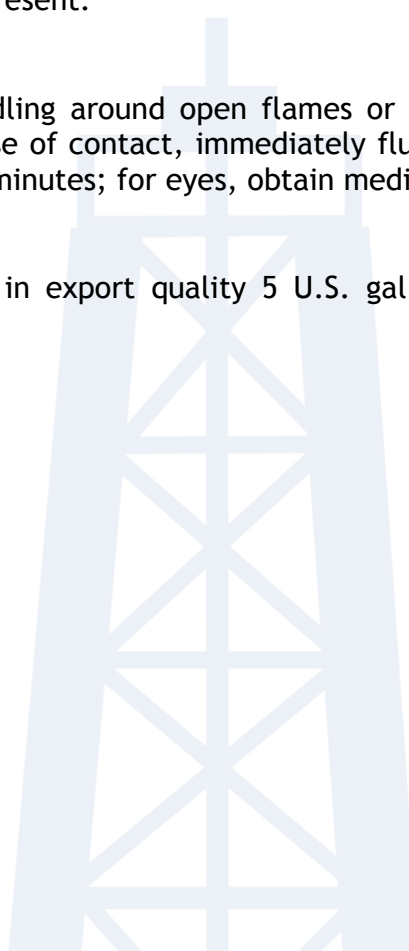 esent.
dling around open flames or
se of contact, immediately flu
minutes; for eyes, obtain medi
in export quality 5 U.S. gal